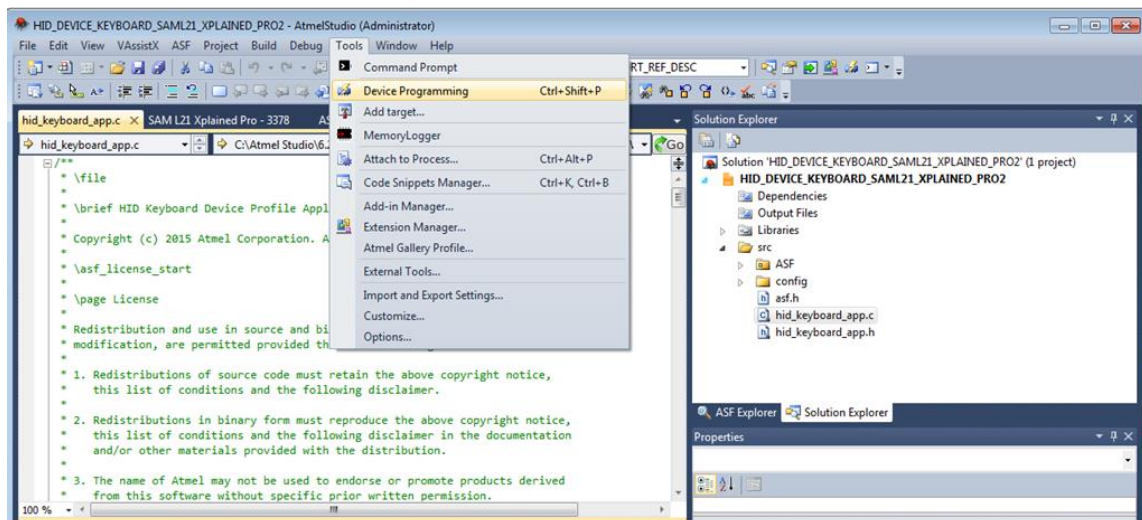 HID_DEVICE_KEYBOARD_SAML21_XPLAINED_PRO2 - AtmelStudio (Administrator)
File Edit View VAssistX ASF Project Build Debug Tools Window Help
RT_REF_DESC
hid_keyboard_app.c
SAM L21 Xplained Pro - 3378
AS
hid_keyboard_app.c
C:\Atmel Studio\6.
Go
/**
* \file
*
* \brief HID Keyboard Device Profile Appl
*
* Copyright (c) 2015 Atmel Corporation. A
*
* \asf_license_start
*
* \page License
*
* Redistribution and use in source and bi
* modification, are permitted provided th
*
* 1. Redistributions of source code must retain the above copyright notice,
* this list of conditions and the following disclaimer.
*
* 2. Redistributions in binary form must reproduce the above copyright notice,
* this list of conditions and the following disclaimer in the documentation
* and/or other materials provided with the distribution.
*
* 3. The name of Atmel may not be used to endorse or promote products derived
* from this software without specific prior written permission.
100 %
Command Prompt
Device Programming Ctrl+Shift+P
Add target...
MemoryLogger
Attach to Process... Ctrl+Alt+P
Code Snippets Manager... Ctrl+K, Ctrl+B
Add-in Manager...
Extension Manager...
Atmel Gallery Profile...
External Tools...
Import and Export Settings...
Customize...
Options...
Solution Explorer
Solution 'HID_DEVICE_KEYBOARD_SAML21_XPLAINED_PRO2' (1 project)
HID_DEVICE_KEYBOARD_SAML21_XPLAINED_PRO2
Dependencies
Output Files
Libraries
src
ASF
config
asf.h
hid_keyboard_app.c
hid_keyboard_app.h
ASF Explorer Solution Explorer
Properties